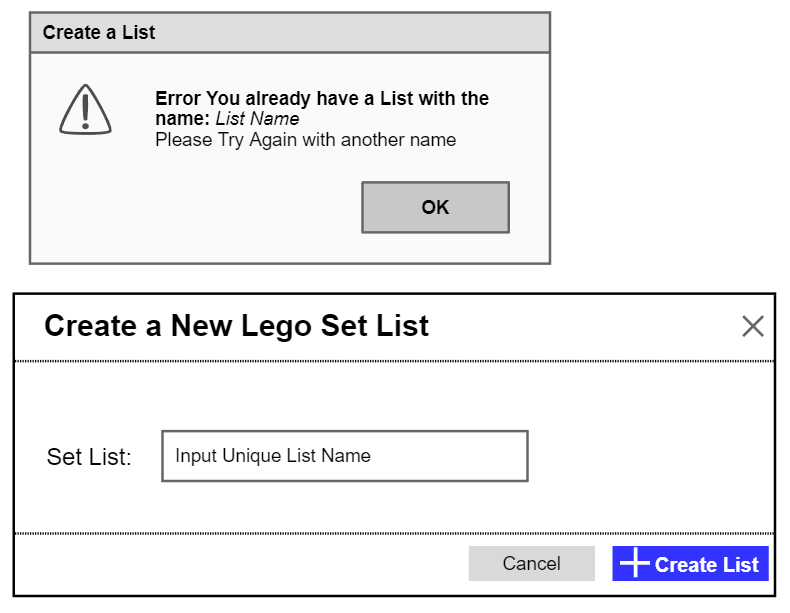 Create a List
Error You already have a List with the
name: List Name
Please Try Again with another name
OK
Create a New Lego Set List
Set List:
Input Unique List Name
Cancel
Create List